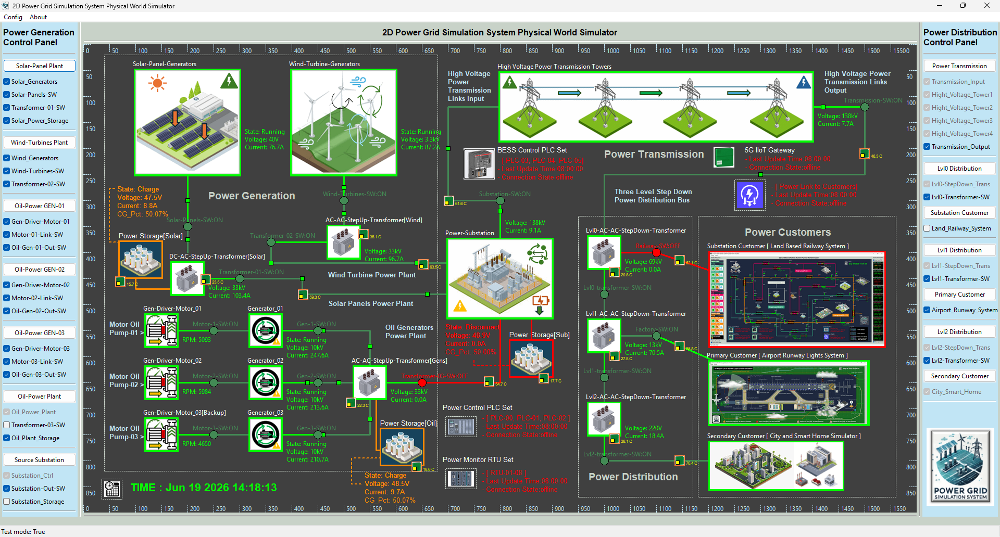 2D Power Grid Simulation System Physical World Simulator
Config About
Power Generation
Control Panel
Solar-Panel Plant
Solar_Generators
Solar-Panels-SW
Transformer-01-SW
Solar_Power_Storage
Wind-Turbines Plant
Wind_Generators
Wind-Turbines-SW
Transformer-02-SW
Oil-Power GEN-01
Gen-Driver-Motor-01
Motor-01-Link-SW
Oil-Gen-01-Out-SW
Oil-Power GEN-02
Gen-Driver-Motor-02
Motor-02-Link-SW
Oil-Gen-02-Out-SW
Oil-Power GEN-03
Gen-Driver-Motor-03
Motor-03-Link-SW
Oil-Gen-03-Out-SW
Oil-Power Plant
Oil_Power_Plant
Transformer-03-SW
Oil_Plant_Storage
Source Substation
Substation_Ctrl
Substation-Out-SW
Substation_Storage
2D Power Grid Simulation System Physical World Simulator
0 50 100 150 200 250 300 350 400 450 500 550 600 650 700 750 800 850 900 950 1000 1050 1100 1150 1200 1250 1300 1350 1400 1450 1500 15500
50
100
150
200
250
300
350
400
450
500
550
600
650
700
750
800
850
Solar-Panel-Generators
State: Running
Voltage: 40V
Current: 76.7A
Wind-Turbine-Generators
State: Running
Voltage: 3.3kV
Current: 87.2A
Power Generation
State: Charge
Voltage: 47.5V
Current: 8.8A
CG_Pct: 50.07%
Solar-Panels-SW:ON
Wind-Turbines-SW:ON
Power Storage[Solar]
15.7 C
DC-AC-StepUp-Transformer[Solar]
23.5 C
Transformer-01-SW:ON
Voltage: 33kV
Current: 103.4A
59.3 C
AC-AC-StepUp-Transformer[Wind]
35.1 C
Transformer-02-SW:ON
Voltage: 33kV
Current: 96.7A
63.5 C
Wind Turbine Power Plant
Solar Panels Power Plant
Motor Oil
Pump-01 >
Gen-Driver-Motor_01
Motor-1-SW:ON
RPM: 5093
Generator_01
Gen-1-SW:ON
State: Running
Voltage: 10kV
Current: 247.6A
Oil Generators
Power Plant
Motor Oil
Pump-02 >
Gen-Driver-Motor_02
Motor-2-SW:ON
RPM: 5984
Generator_02
Gen-2-SW:ON
State: Running
Voltage: 10kV
Current: 213.6A
AC-AC-StepUp-Transformer[Gens]
22.3 C
Transformer-03-SW:OFF
Voltage: 33kV
Current: 0.0A
54.7 C
Motor Oil
Pump-03 >
Gen-Driver-Motor_03[Backup]
Motor-3-SW:ON
RPM: 4650
Generator_03
Gen-3-SW:ON
State: Running
Voltage: 10kV
Current: 210.7A
Power Storage[Oil]
18.6 C
State: Charge
Voltage: 48.5V
Current: 9.7A
CG_Pct: 50.07%
TIME : Jun 19 2026 14:18:13
High Voltage
Power
Transmission
Links Input
High Voltage Power Transmission Towers
High Voltage Power
Transmission Links
Output
Transmission-SW:ON
Voltage: 138kV
Current: 7.7A
46.3 C
BESS Control PLC Set
- [ PLC-03, PLC-04, PLC-05]
- Last Update Time:08:00:00
- Connection State:offline
Power Transmission
5G IIoT Gateway
- Last Update Time:08:00:00
- Connection State:offline
61.6 C
Substation-SW:ON
Voltage: 138kV
Current: 9.1A
Power-Substation
State: Disconnect
Voltage: 48.9V
Current: 0.0A
CG_Pct: 50.00%
Power Storage[Sub]
17.7 C
Power Control PLC Set
- [ PLC-00, PLC-01, PLC-02 ]
- Last Update Time:08:00:00
- Connection State:offline
Power Monitor RTU Set
- [ RTU-01-08 ]
- Last Update Time:08:00:00
- Connection State:offline
Three Level Step Down
Power Distribution Bus
- [ Power Link to Customers]
- Last Update Time:08:00:00
- Connection State:offline
Lvl0-AC-AC-StepDown-Transformer
Railway-SW:OFF
Voltage: 69kV
Current: 0.0A
20.8 C
Lvl0-transformer-SW:ON
Lvl1-AC-AC-StepDown-Transformer
Factory-SW:ON
Voltage: 13kV
Current: 70.5A
27.8 C
Lvl1-transformer-SW:ON
Lvl2-AC-AC-StepDown-Transformer
Voltage: 220V
Current: 18.4A
28.1 C
Lvl2-transformer-SW:ON
70.4 C
Power Distribution
Power Customers
Substation Customer [ Land Based Railway System ]
Primary Customer [ Airport Runway Lights System ]
Secondary Customer [ City and Smart Home Simulator ]
0 50 100 150 200 250 300 350 400 450 500 550 600 650 700 750 800 850 900 950 1000 1050 1100 1150 1200 1250 1300 1350 1400 1450 1500 1550
50
100
150
200
250
300
350
400
450
500
550
600
650
700
750
800
850
Power Distribution
Control Panel
Power Transmission
Transmission_Input
Hight_Voltage_Tower1
Hight_Voltage_Tower2
Hight_Voltage_Tower3
Hight_Voltage_Tower4
Transmission_Output
Lvl0 Distribution
Lvl0-StepDown_Trans
Lvl0-Transformer-SW
Substation Customer
Land_Railway_System
Lvl1 Distribution
Lvl1-StepDown_Trans
Lvl1-Transformer-SW
Primary Customer
Airport_Runway_System
Lvl2 Distribution
Lvl2-StepDown_Trans
Lvl2-Transformer-SW
Secondary Customer
City_Smart_Home
POWER GRID
SIMULATION SYSTEM
Test mode: True